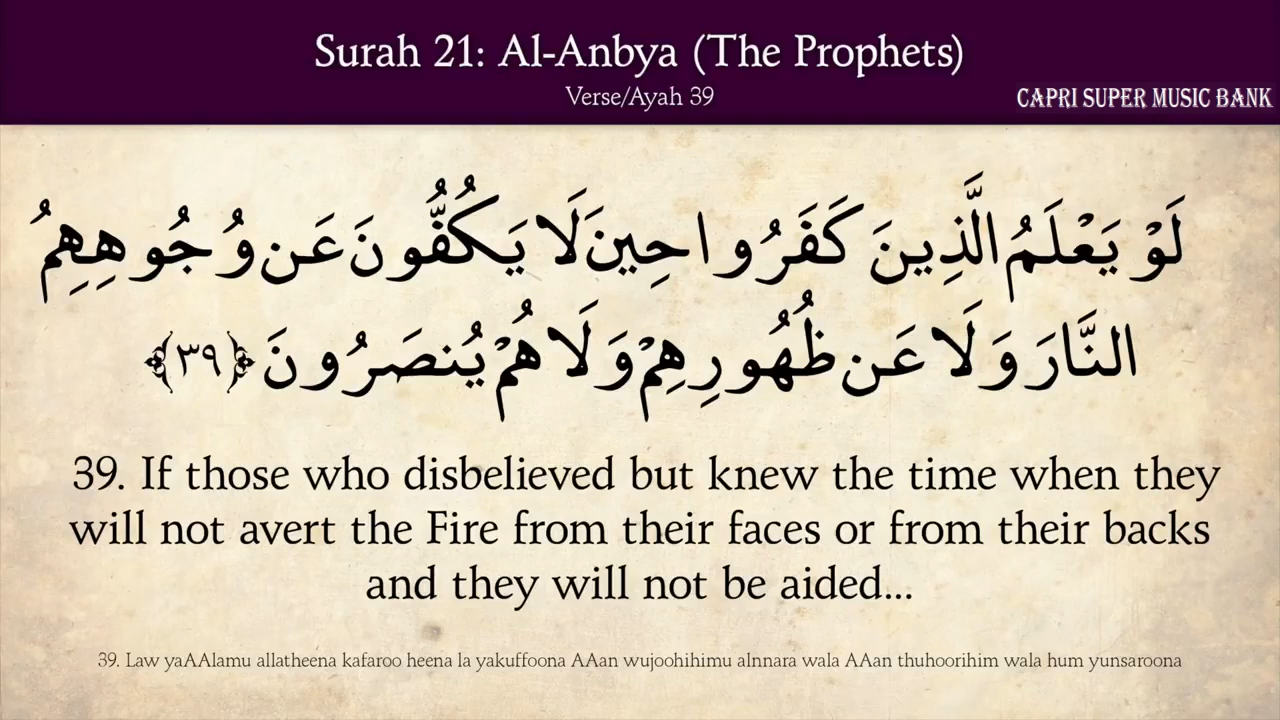 Surah 21: Al-Anbya (The Prophets)
Verse/Ayah 39
CAPRI SUPER MUSIC BANK
لَوْ يَعْلَمُ الَّذِينَ كَفَرُوا حِينَ لَا يَكُفُّونَ عَن وُجُوهِهِمُ
النَّارَ وَلَا عَن ظُهُورِهِمْ وَلَا هُمْ يُنصَرُونَ ﴿٣٩﴾
39. If those who disbelieved but knew the time when they
will not avert the Fire from their faces or from their backs
and they will not be aided...
39. Law yaAAlamu allatheena kafaroo heena la yakuffoona AAan wujoohihimu alnnara wala AAan thuhoorihim wala hum yunsaroona